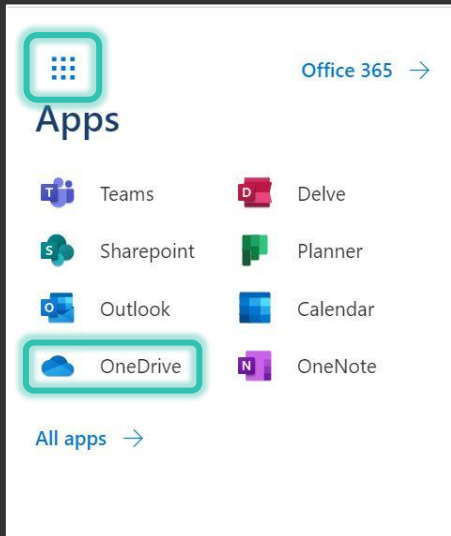 Office 365
Apps
Teams
Delve
Sharepoint
Planner
Outlook
Calendar
OneDrive
OneNote
All apps